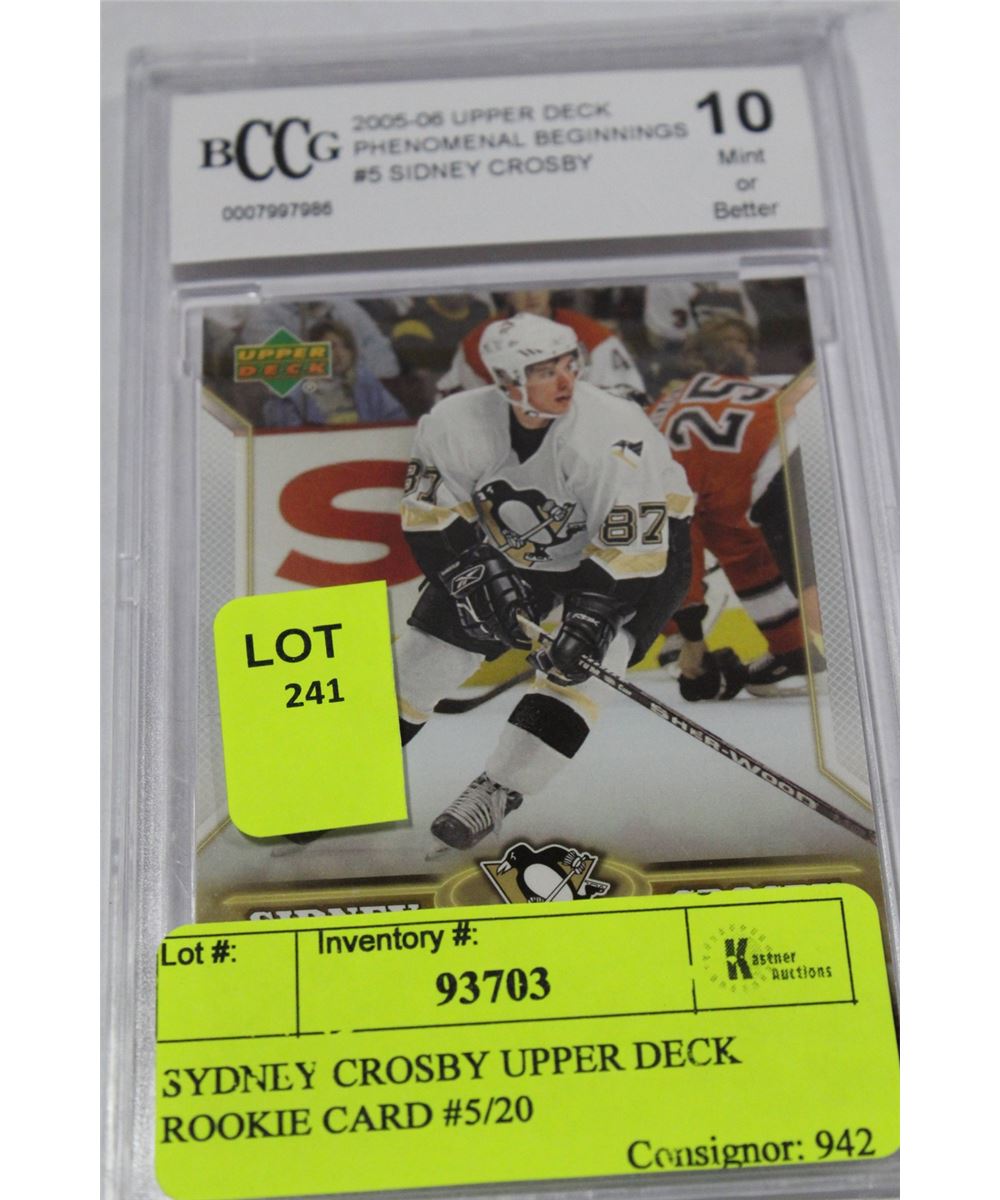 BCCG
2005-06 UPPER DECK
PHENOMENAL BEGINNINGS
#5 SIDNEY CROSBY
0007997986
10
Mint
or
Better
UPPER
DECK
25
87
87
S
SHER-WOOD
LOT
241
SIDNEY CROSBY
Lot #:
Inventory #:
93703
Kastner
Auctions
SYDNEY CROSBY UPPER DECK
ROOKIE CARD #5/20
Consignor: 942